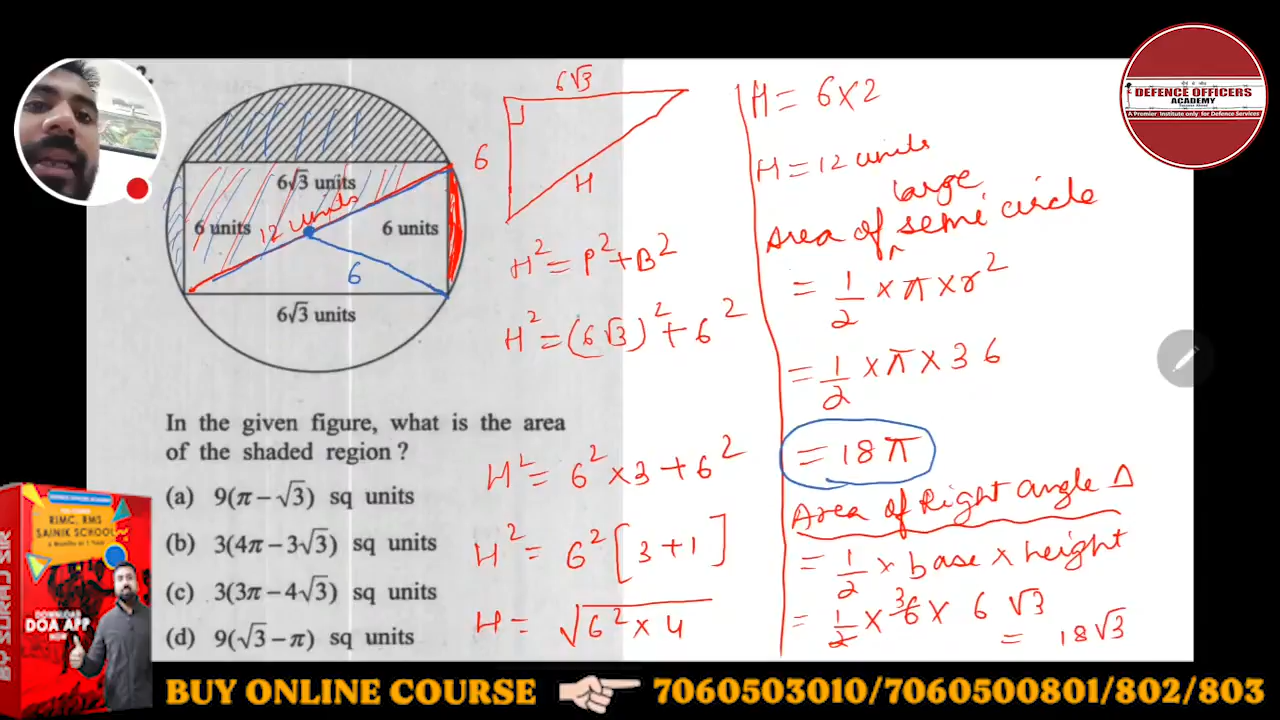 2.
6√3 units
6 units
12 units
6 units
6
6√3 units
In the given figure, what is the area
of the shaded region ?
(a) 9(π−√3) sq units
(b) 3(4π−3√3) sq units
(c) 3(3π−4√3) sq units
(d) 9(√3−π) sq units
6√3
6
H
H² = P²+B²
H² = (6√3)² + 6²
H² = 6² × 3 + 6²
H² = 6² [3+1]
H = √6² × 4
H = 6×2
H = 12 units
large
Area of ^ semi circle
= 1/2 × π × r²
= 1/2 × π × 36
= 18π
Area of Right angle Δ
= 1/2 × base × height
= 1/2 × 3 6 × 6√3
= 18√3
DEFENCE OFFICERS
ACADEMY
A Premier Institute only for Defence Services
RIMC, RMS
SAINIK SCHOOL
DOWNLOAD
DOA APP
NOW
BY SURAJ SIR
BUY ONLINE COURSE 7060503010/7060500801/802/803